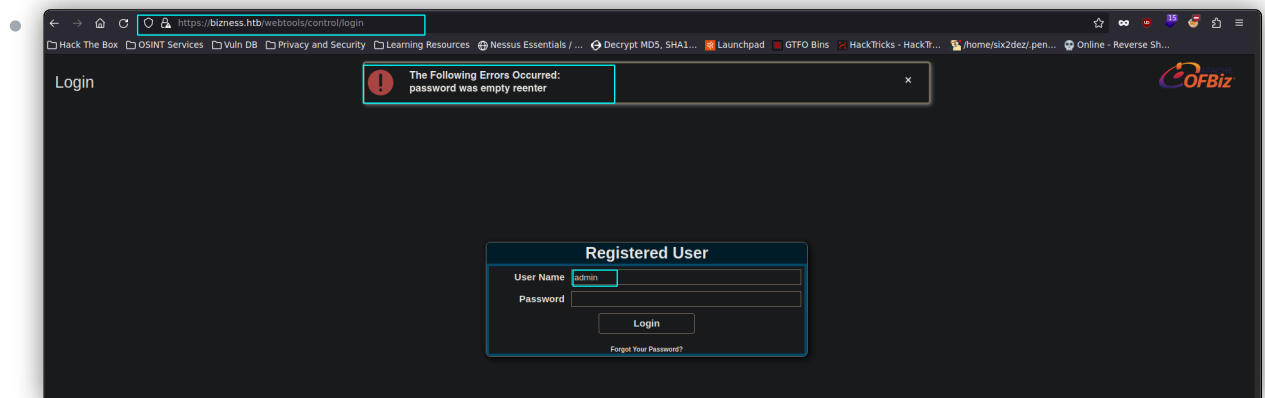 https://bizness.htb/webtools/control/login
15
Hack The Box OSINT Services Vuln DB Privacy and Security Learning Resources Nessus Essentials / ... Decrypt MD5, SHA1... Launchpad GTFO Bins HackTricks - HackTr... /home/six2dez/.pen... Online - Reverse Sh...
Login
The Following Errors Occurred:
password was empty reenter
OFBiz
Registered User
User Name admin
Password
Login
Forgot Your Password?